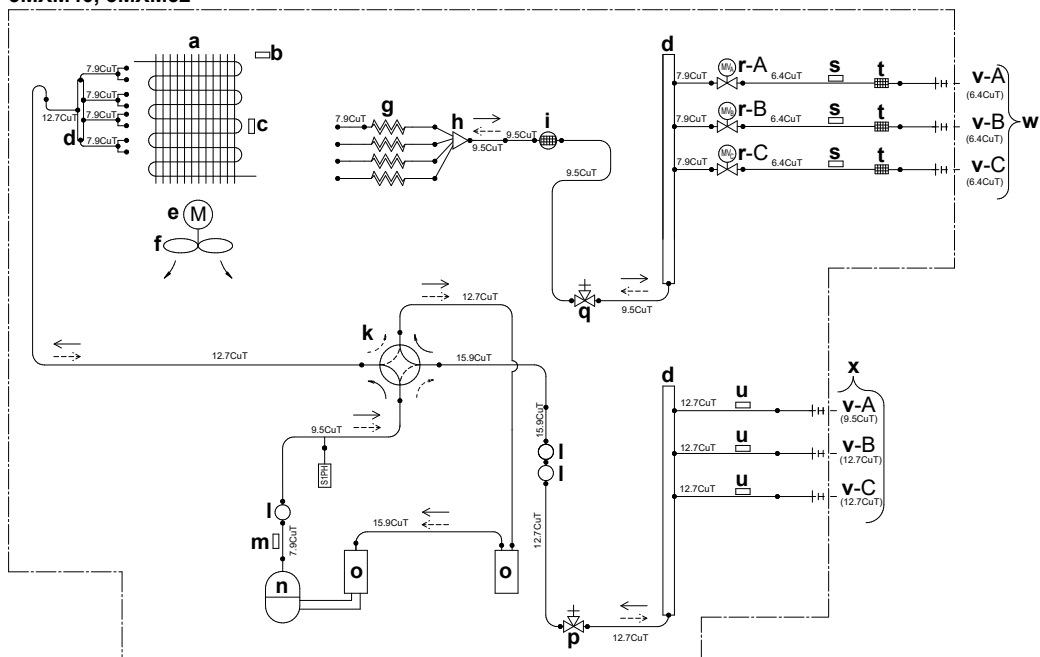 a
b
7.9CuT
7.9CuT
7.9CuT
7.9CuT
12.7CuT
d
c
e M
f
7.9CuT
g
h
9.5CuT
9.5CuT
i
9.5CuT
d
7.9CuT
r-A
6.4CuT
s
t
v-A
(6.4CuT)
7.9CuT
r-B
6.4CuT
s
t
v-B
(6.4CuT)
w
7.9CuT
r-C
6.4CuT
s
t
v-C
(6.4CuT)
q
9.5CuT
12.7CuT
k
12.7CuT
15.9CuT
9.5CuT
S1PH
15.9CuT
l
l
l
m
7.9CuT
n
15.9CuT
o
o
12.7CuT
p
12.7CuT
d
x
12.7CuT
u
v-A
(9.5CuT)
12.7CuT
u
v-B
(12.7CuT)
12.7CuT
u
v-C
(12.7CuT)